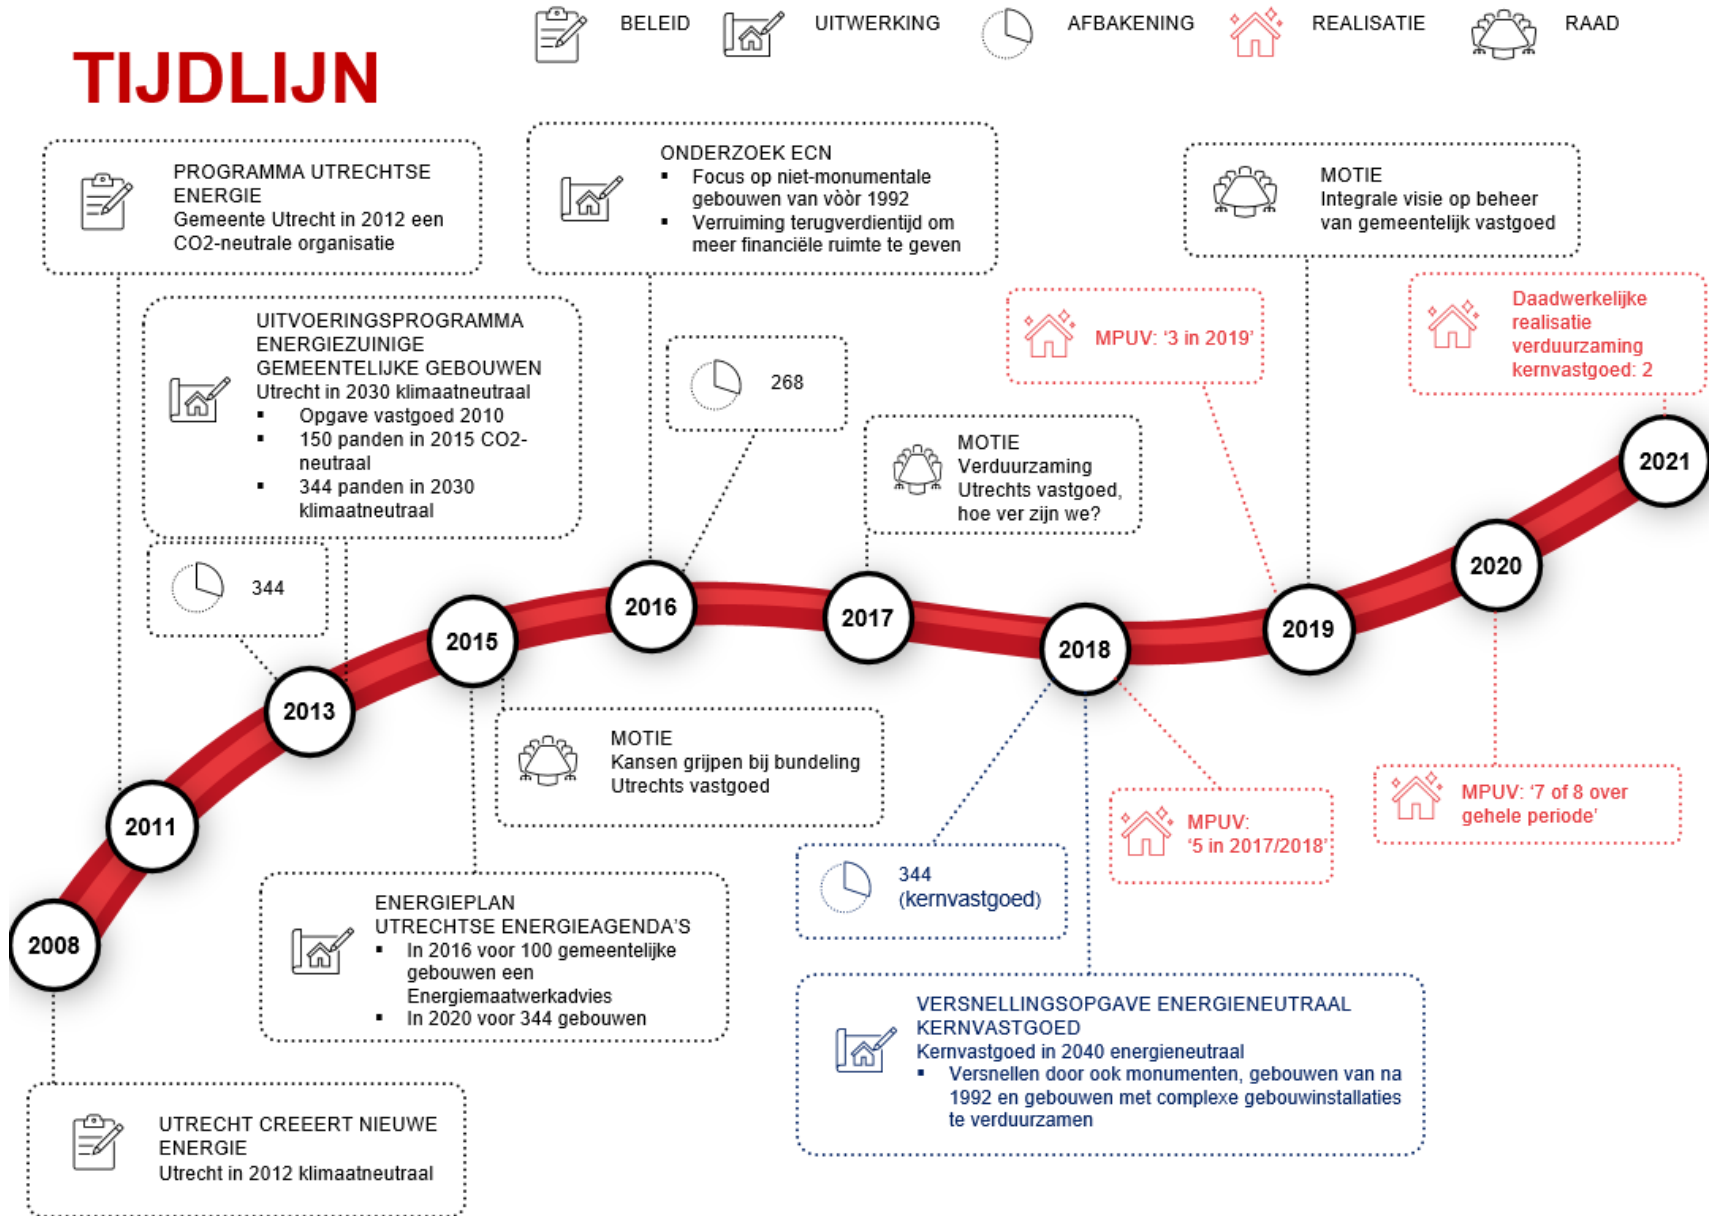 TIJDLIJN
BELEID
UITWERKING
AFBAKENING
REALISATIE
RAAD
PROGRAMMA UTRECHTSE
ENERGIE
Gemeente Utrecht in 2012 een
CO2-neutrale organisatie
ONDERZOEK ECN
▪ Focus op niet-monumentale
gebouwen van vòòr 1992
▪ Verruiming terugverdientijd om
meer financiële ruimte te geven
MOTIE
Integrale visie op beheer
van gemeentelijk vastgoed
UITVOERINGSPROGRAMMA
ENERGIEZUINIGE
GEMEENTELIJKE GEBOUWEN
Utrecht in 2030 klimaatneutraal
▪ Opgave vastgoed 2010
▪ 150 panden in 2015 CO2-
neutraal
▪ 344 panden in 2030
klimaatneutraal
268
MPUV: ‘3 in 2019’
Daadwerkelijke
realisatie
verduurzaming
kernvastgoed: 2
MOTIE
Verduurzaming
Utrechts vastgoed,
hoe ver zijn we?
344
2008
2011
2013
2015
2016
2017
2018
2019
2020
2021
MOTIE
Kansen grijpen bij bundeling
Utrechts vastgoed
MPUV: ‘7 of 8 over
gehele periode’
MPUV:
‘5 in 2017/2018’
344
(kernvastgoed)
ENERGIEPLAN
UTRECHTSE ENERGIEAGENDA’S
▪ In 2016 voor 100 gemeentelijke
gebouwen een
Energiemaatwerkadvies
▪ In 2020 voor 344 gebouwen
VERSNELLINGSOPGAVE ENERGIENEUTRAAL
KERNVASTGOED
Kernvastgoed in 2040 energieneutraal
▪ Versnellen door ook monumenten, gebouwen van na
1992 en gebouwen met complexe gebouwinstallaties
te verduurzamen
UTRECHT CREEERT NIEUWE
ENERGIE
Utrecht in 2012 klimaatneutraal